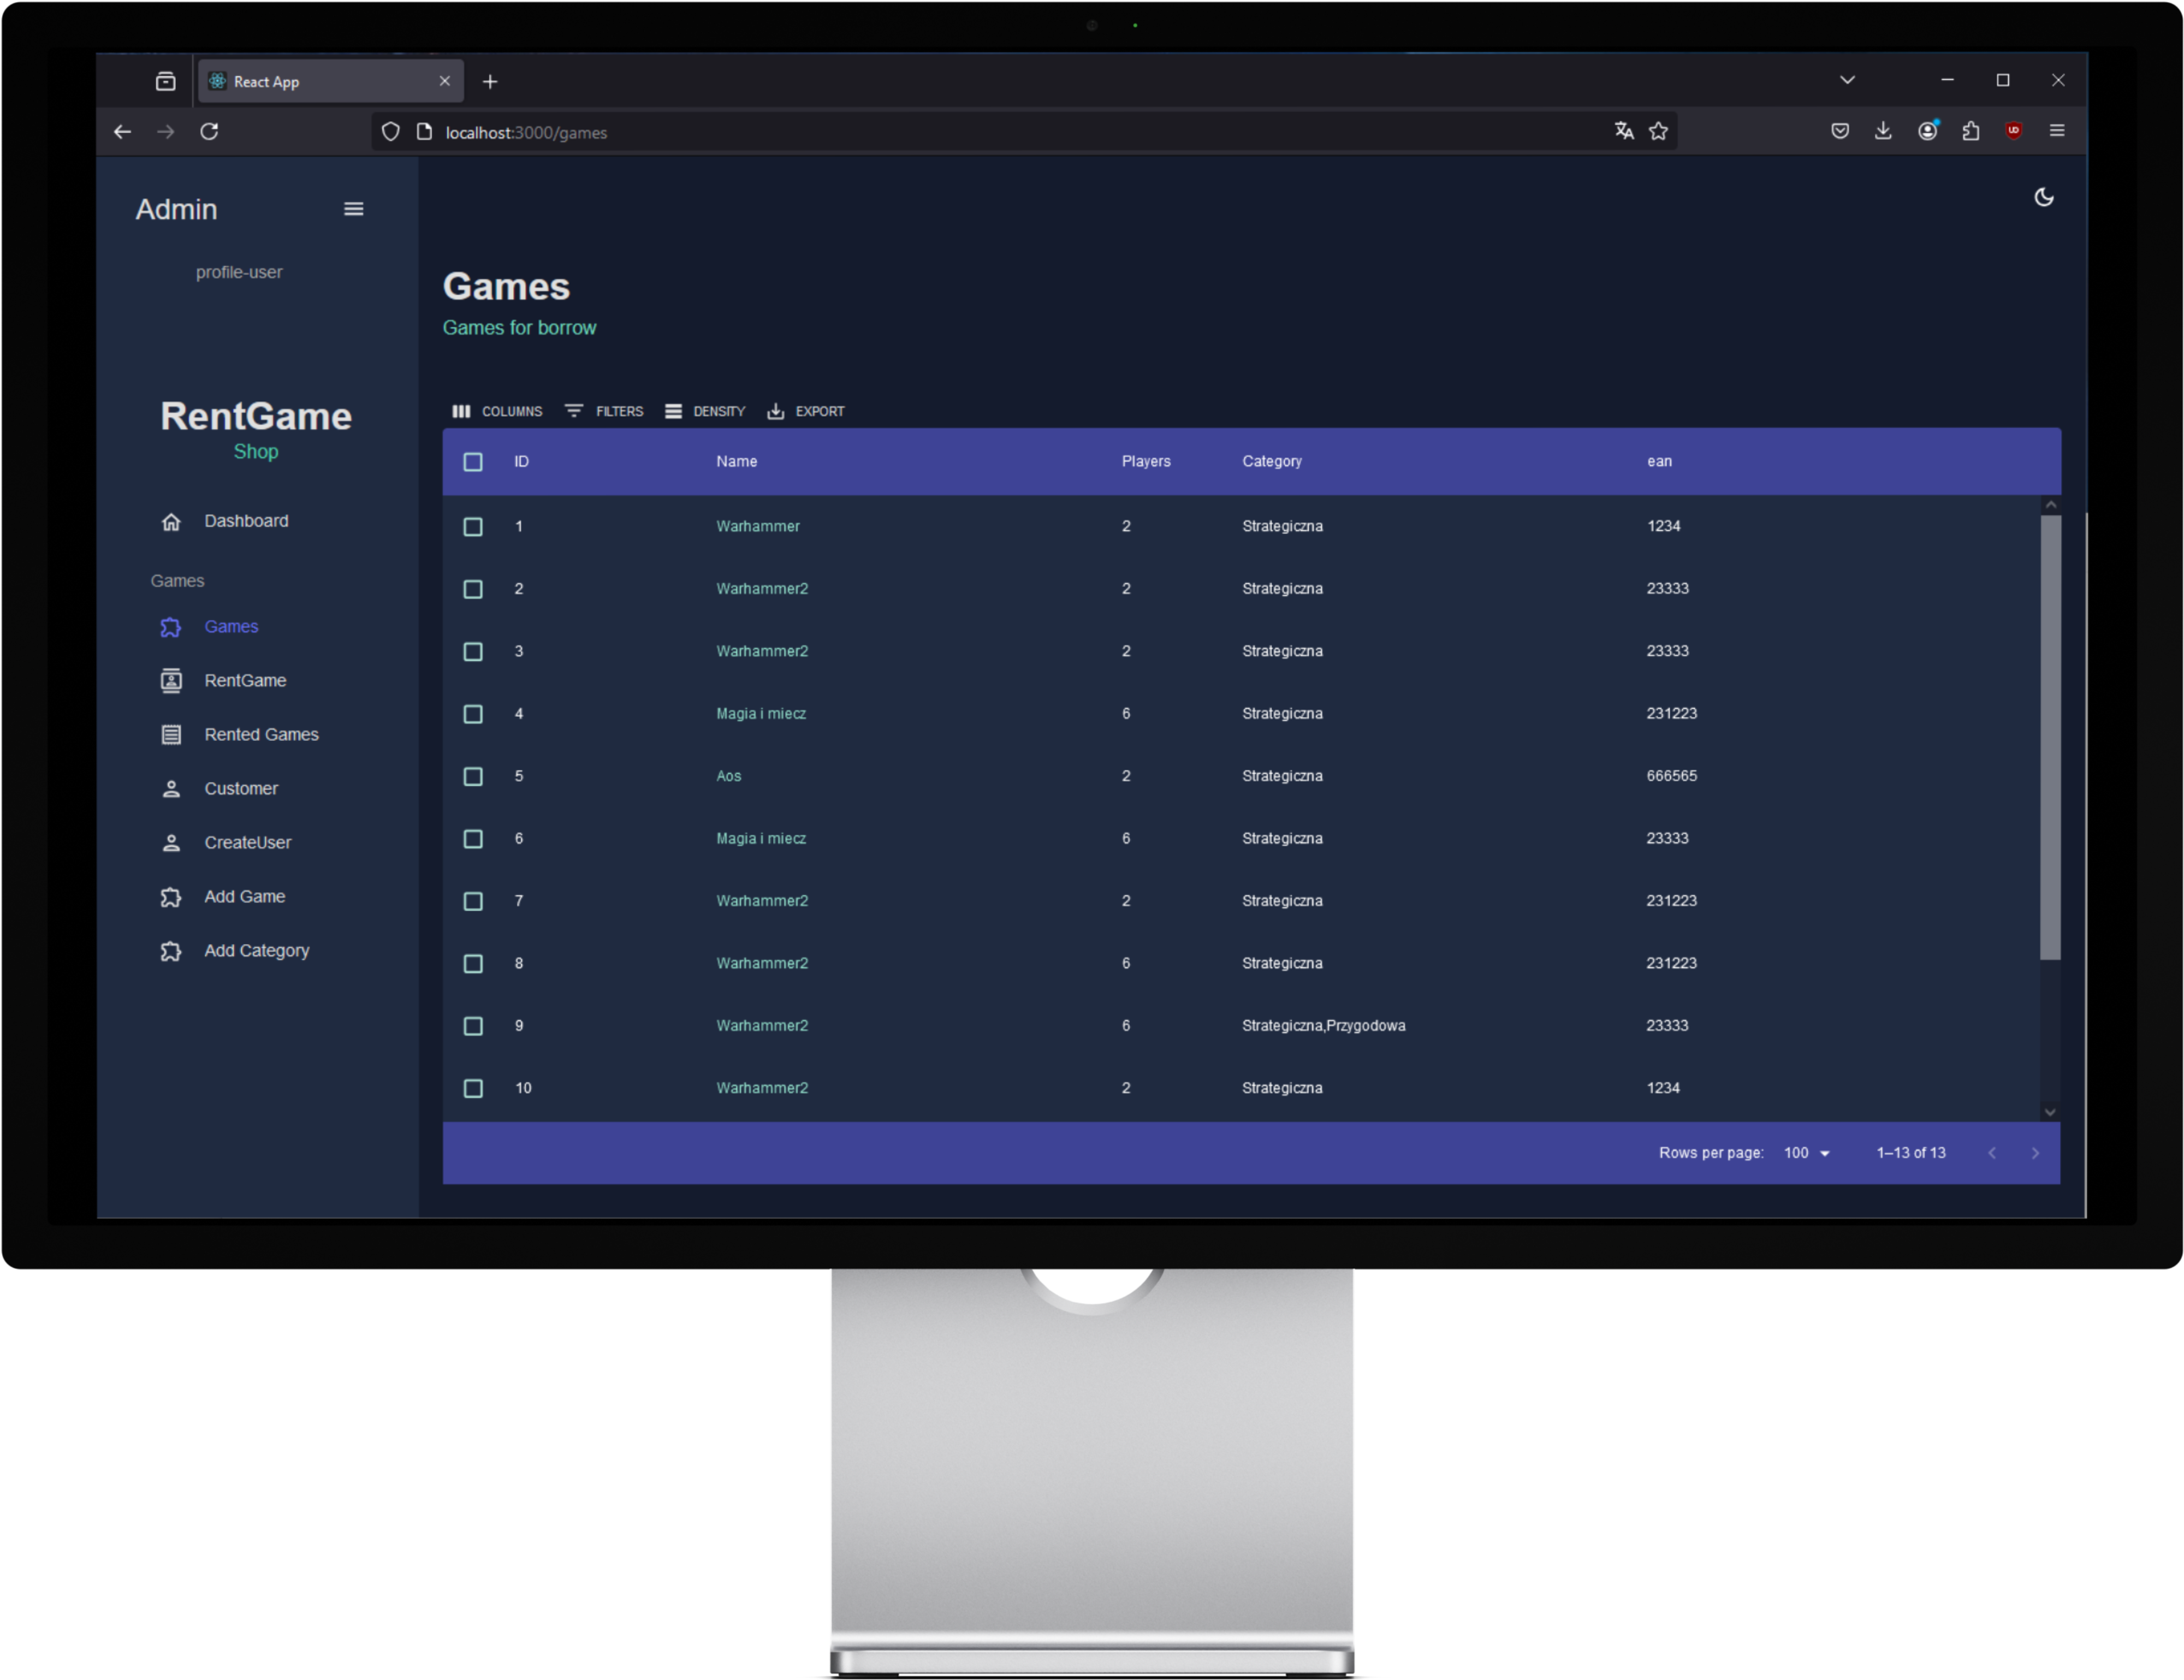 React App
localhost:3000/games
Admin
profile-user
RentGame
Shop
Dashboard
Games
Games
RentGame
Rented Games
Customer
CreateUser
Add Game
Add Category
Games
Games for borrow
COLUMNS FILTERS DENSITY EXPORT
ID Name Players Category ean
1 Warhammer 2 Strategiczna 1234
2 Warhammer2 2 Strategiczna 23333
3 Warhammer2 2 Strategiczna 23333
4 Magia i miecz 6 Strategiczna 231223
5 Aos 2 Strategiczna 666565
6 Magia i miecz 6 Strategiczna 23333
7 Warhammer2 2 Strategiczna 231223
8 Warhammer2 6 Strategiczna 231223
9 Warhammer2 6 Strategiczna,Przygodowa 23333
10 Warhammer2 2 Strategiczna 1234
Rows per page: 100 1–13 of 13